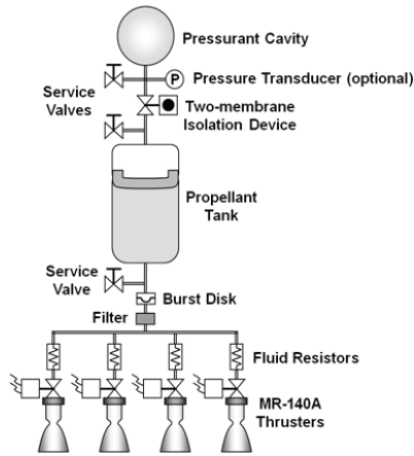 Pressurant Cavity
P
Pressure Transducer (optional)
Service
Valves
Two-membrane
Isolation Device
Propellant
Tank
Service
Valve
Burst Disk
Filter
Fluid Resistors
MR-140A
Thrusters